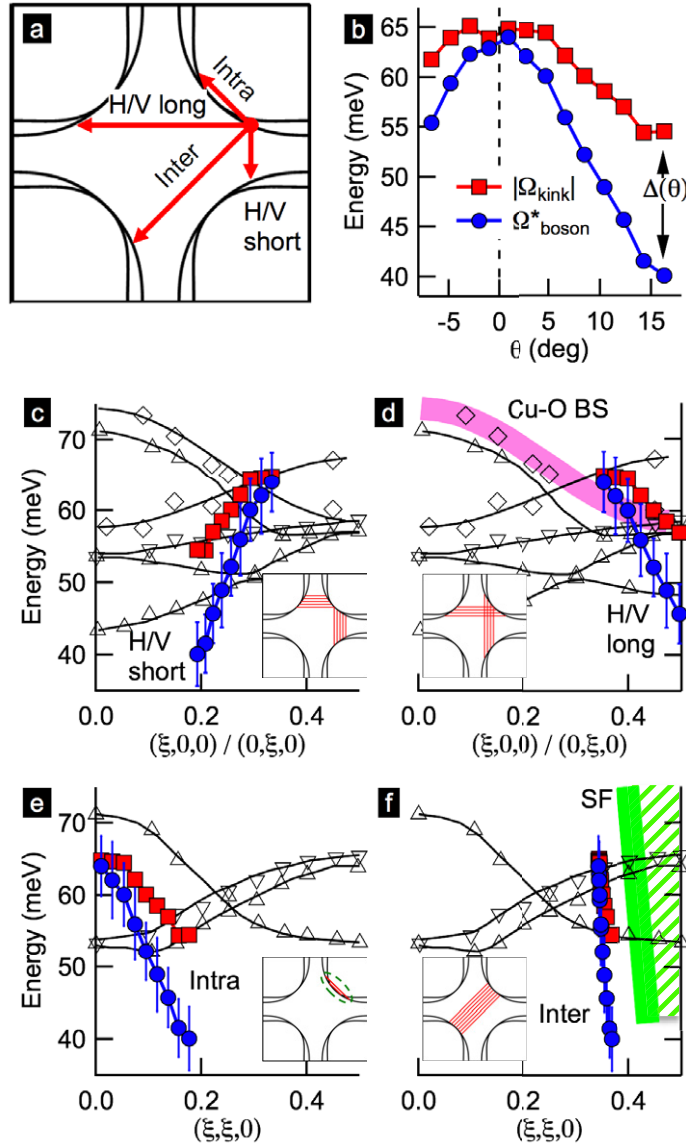 a
Intra
H/V long
Inter
H/V
short
b
Energy (meV)
65
60
55
50
45
40
|Ωkink|
Ω*boson
Δ(θ)
-5
0
5
10
15
θ (deg)
c
Energy (meV)
70
60
50
40
H/V
short
0.0
0.2
0.4
(ξ,0,0) / (0,ξ,0)
d
Cu-O BS
H/V
long
0.0
0.2
0.4
(ξ,0,0) / (0,ξ,0)
e
Energy (meV)
70
60
50
40
Intra
0.0
0.2
0.4
(ξ,ξ,0)
f
SF
Inter
0.0
0.2
0.4
(ξ,ξ,0)